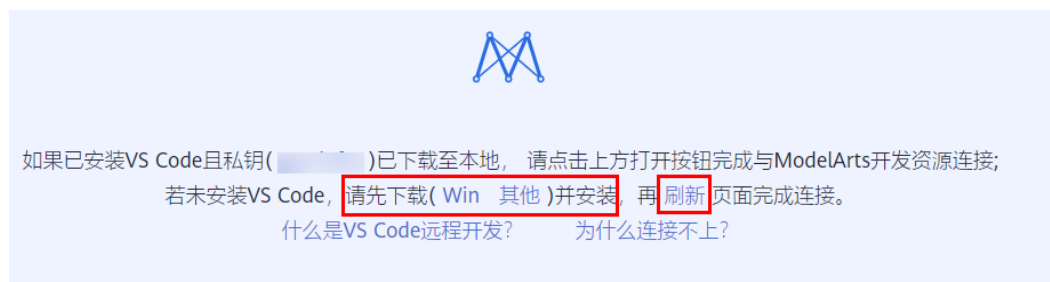 如果已安装VS Code且私钥( )已下载至本地， 请点击上方打开按钮完成与ModelArts开发资源连接;
若未安装VS Code，请先下载( Win 其他 )并安装，再 刷新 页面完成连接。
什么是VS Code远程开发? 为什么连接不上?